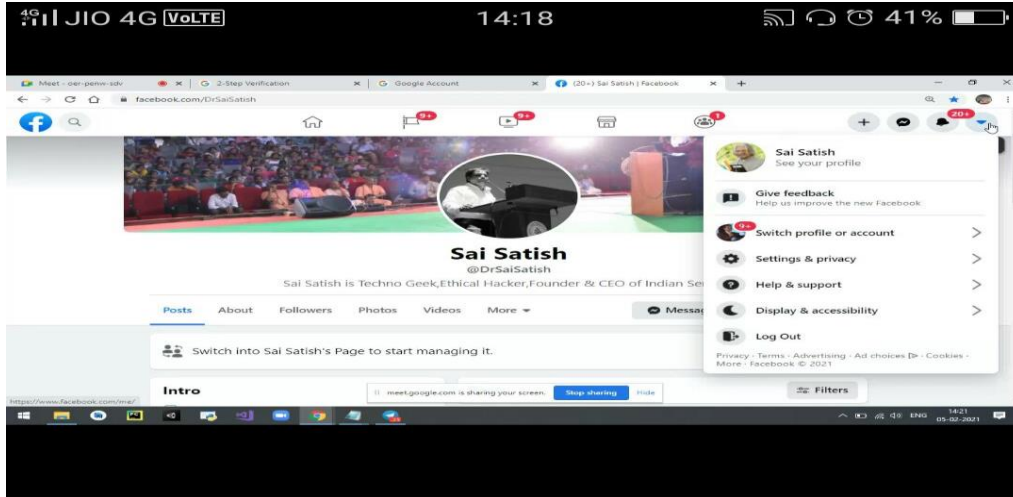 4G JIO 4G VoLTE 14:18 41%
Meet - oer-penw-sdv 2-Step Verification Google Account (20+) Sai Satish | Facebook
facebook.com/DrSaiSatish
9+ 9+ 1 20+
Sai Satish
See your profile
Give feedback
Help us improve the new Facebook
9+
Switch profile or account
Settings & privacy
Help & support
Display & accessibility
Log Out
Privacy · Terms · Advertising · Ad choices · Cookies ·
More · Facebook © 2021
Sai Satish
@DrSaiSatish
Sai Satish is Techno Geek,Ethical Hacker,Founder & CEO of Indian Se
Posts About Followers Photos Videos More Messa
Switch into Sai Satish's Page to start managing it.
Intro
Filters
meet.google.com is sharing your screen. Stop sharing Hide
https://www.facebook.com/me/
ENG 14:21
05-02-2021